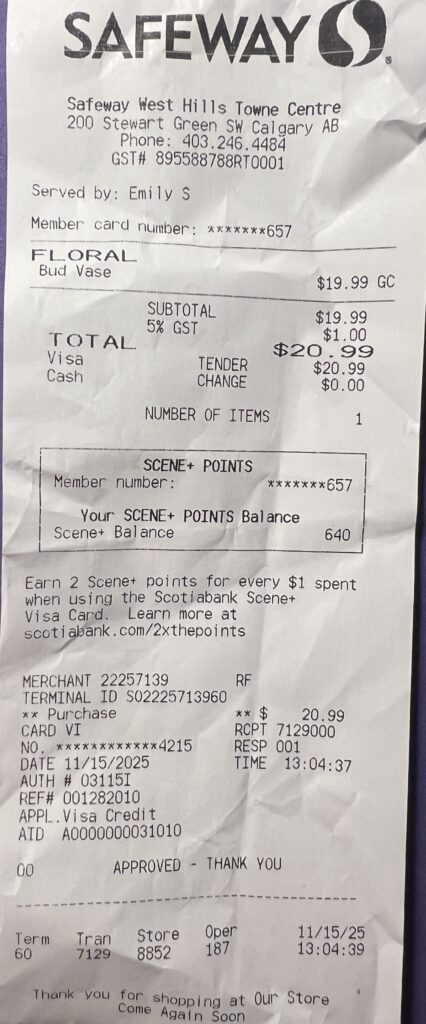 SAFEWAY
Safeway West Hills Towne Centre
200 Stewart Green SW Calgary AB
Phone: 403.246.4484
GST# 895588788RT0001
Served by: Emily S
Member card number: *******657
FLORAL
Bud Vase $19.99 GC
SUBTOTAL $19.99
5% GST $1.00
TOTAL $20.99
Visa TENDER $20.99
Cash CHANGE $0.00
NUMBER OF ITEMS 1
SCENE+ POINTS
Member number: *******657
Your SCENE+ POINTS Balance
Scene+ Balance 640
Earn 2 Scene+ points for every $1 spent
when using the Scotiabank Scene+
Visa Card. Learn more at
scotiabank.com/2xthepoints
MERCHANT 22257139 RF
TERMINAL ID S02225713960
** Purchase ** $ 20.99
CARD VI RCPT 7129000
NO. ************4215 RESP 001
DATE 11/15/2025 TIME 13:04:37
AUTH # 03115I
REF# 001282010
APPL.Visa Credit
AID A0000000031010
00 APPROVED - THANK YOU
Term Tran Store Oper 11/15/25
60 7129 8852 187 13:04:39
Thank you for shopping at Our Store
Come Again Soon